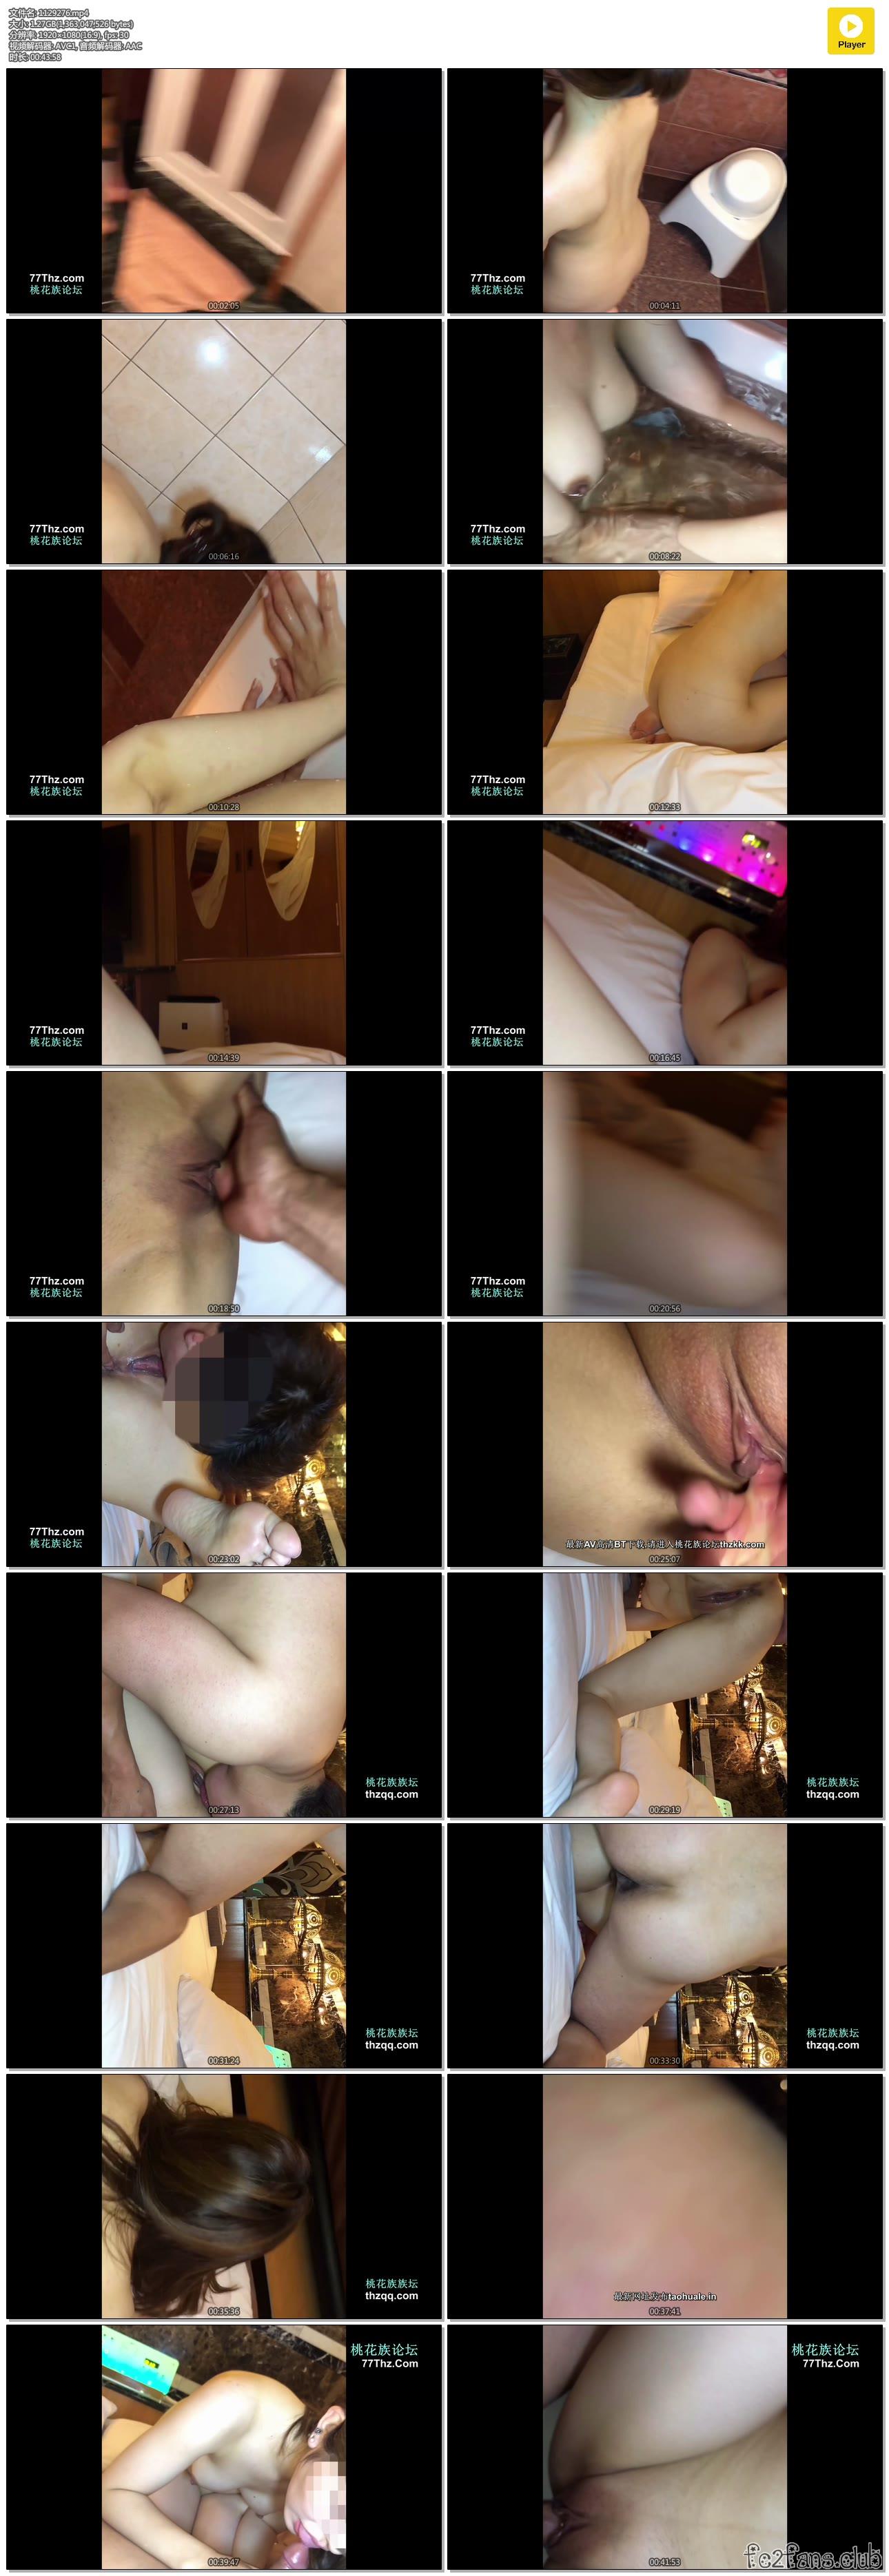 文件名: 1129276.mp4
大小: 1.27GB(1,363,047,526 bytes)
分辨率: 1920×1080(16:9), fps: 30
视频解码器: AVC1, 音频解码器: AAC
时长: 00:43:58
Player
77Thz.com
桃花族论坛
00:02:05
77Thz.com
桃花族论坛
00:04:11
77Thz.com
桃花族论坛
00:06:16
77Thz.com
桃花族论坛
00:08:22
77Thz.com
桃花族论坛
00:10:28
77Thz.com
桃花族论坛
00:12:33
77Thz.com
桃花族论坛
00:14:39
77Thz.com
桃花族论坛
00:16:45
77Thz.com
桃花族论坛
00:18:50
77Thz.com
桃花族论坛
00:20:56
77Thz.com
桃花族论坛
00:23:02
最新AV高清BT下载,请进入桃花族论坛thzkk.com
00:25:07
桃花族族坛
thzqq.com
00:27:13
桃花族族坛
thzqq.com
00:29:19
桃花族族坛
thzqq.com
00:31:24
桃花族族坛
thzqq.com
00:33:30
桃花族族坛
thzqq.com
00:35:36
最新网址发布taohuale.in
00:37:41
桃花族论坛
77Thz.Com
00:39:47
桃花族论坛
77Thz.Com
00:41:53
fc2fans.club